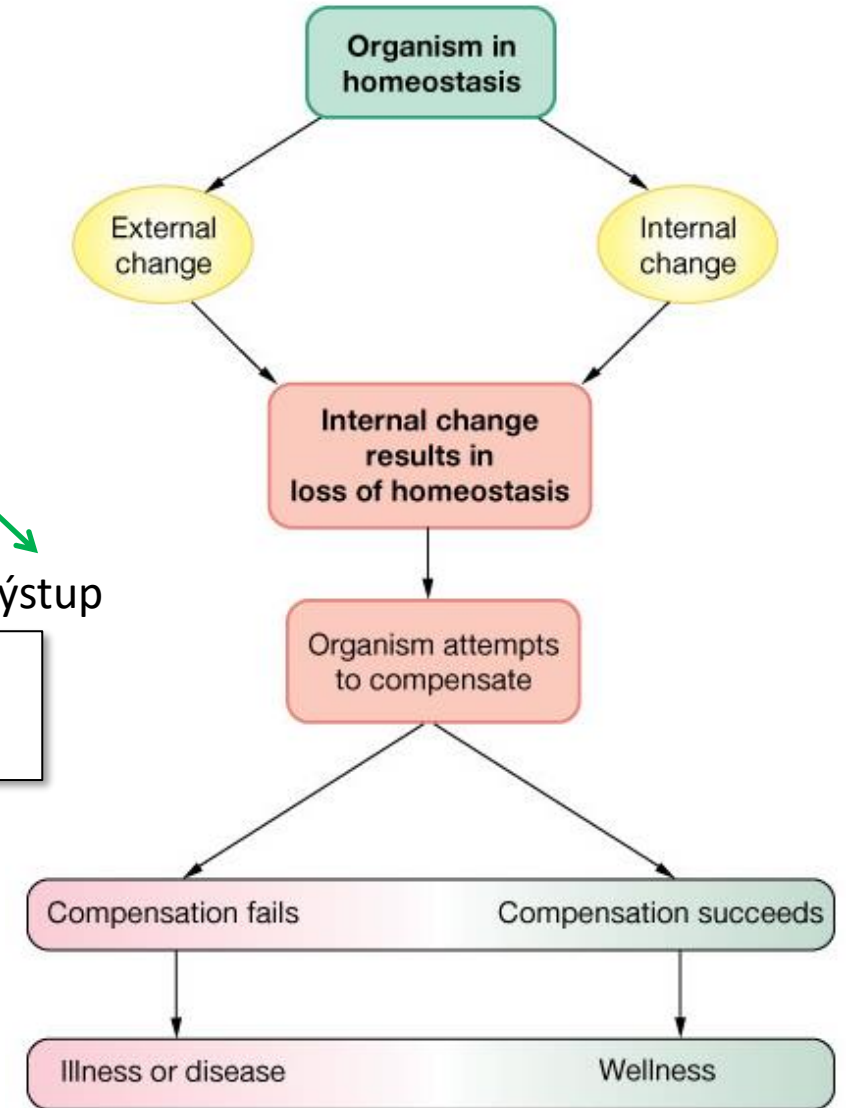 Organism in
homeostasis
External
change
Internal
change
Internal change
results in
loss of homeostasis
ýstup
Organism attempts
to compensate
Compensation fails
Compensation succeeds
Illness or disease
Wellness